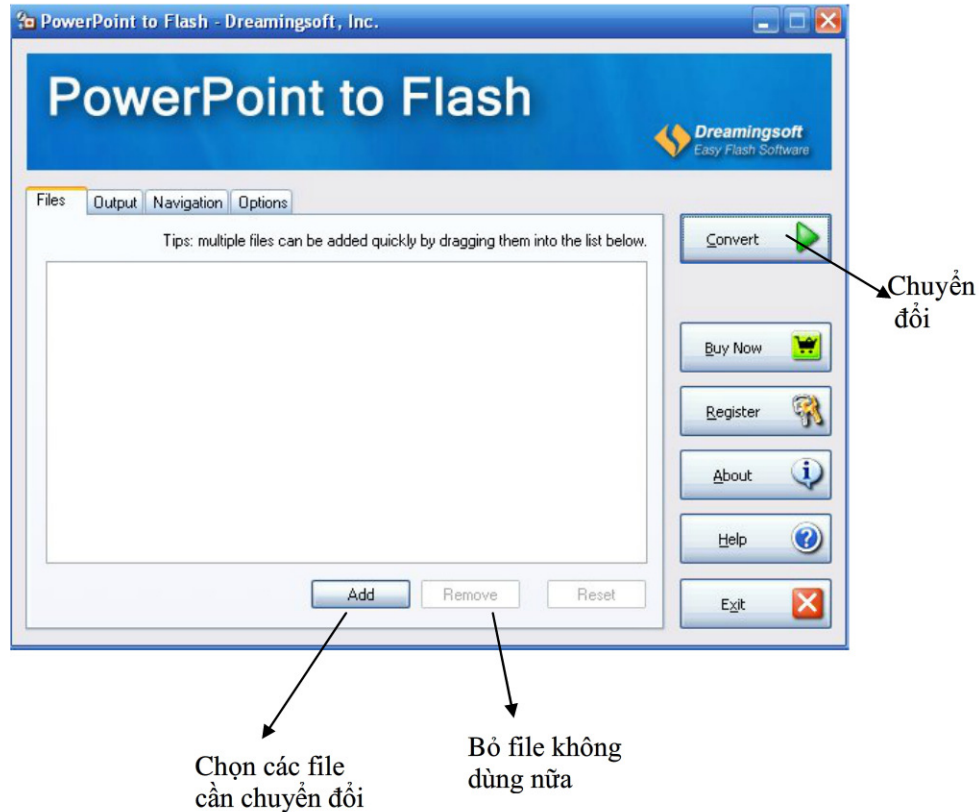 PowerPoint to Flash - Dreamingsoft, Inc.
PowerPoint to Flash
Dreamingsoft
Easy Flash Software
Files Output Navigation Options
Tips: multiple files can be added quickly by dragging them into the list below.
Convert
Chuyển
đổi
Buy Now
Register
About
Help
Exit
Add Remove Reset
Chọn các file
cần chuyển đổi
Bỏ file không
dùng nữa